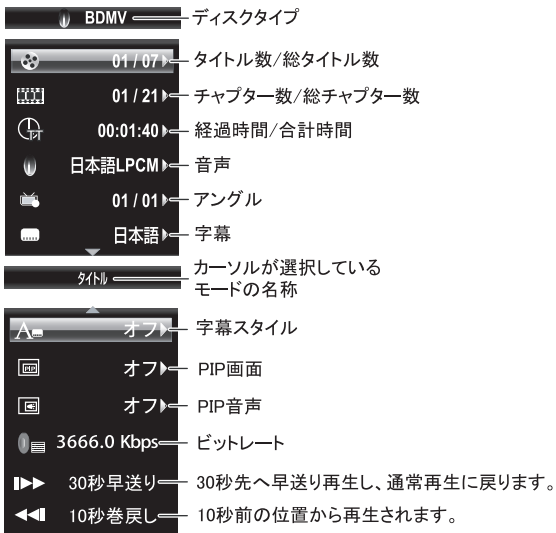 BDMV ディスクタイプ
01 / 07 タイトル数/総タイトル数
01 / 21 チャプター数/総チャプター数
00:01:40 経過時間/合計時間
日本語LPCM 音声
01 / 01 アングル
日本語 字幕
タイトル カーソルが選択している
モードの名称
オフ 字幕スタイル
PIP オフ PIP画面
オフ PIP音声
3666.0 Kbps ビットレート
30秒早送り 30秒先へ早送り再生し、通常再生に戻ります。
10秒巻戻し 10秒前の位置から再生されます。